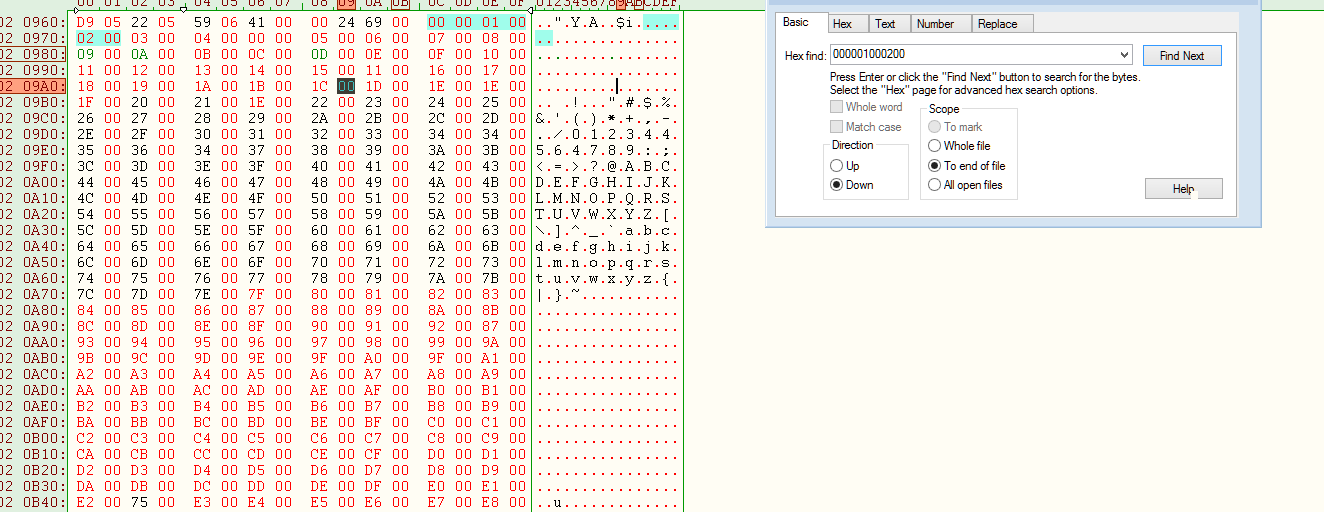 00 01 02 03 04 05 06 07 08 09 0A 0B 0C 0D 0E 0F 0123456789ABCDEF
02 0960: D9 05 22 05 59 06 41 00 00 24 69 00 00 00 01 00 ..".Y.A..$i.....
02 0970: 02 00 03 00 04 00 00 00 05 00 06 00 07 00 08 00 ................
02 0980: 09 00 0A 00 0B 00 0C 00 0D 00 0E 00 0F 00 10 00 ................
02 0990: 11 00 12 00 13 00 14 00 15 00 11 00 16 00 17 00 ................
02 09A0: 18 00 19 00 1A 00 1B 00 1C 00 1D 00 1E 00 1E 00 ................
02 09B0: 1F 00 20 00 21 00 1E 00 22 00 23 00 24 00 25 00 .. .!...".#.$.%.
02 09C0: 26 00 27 00 28 00 29 00 2A 00 2B 00 2C 00 2D 00 &.'.(.).*.+.,.-.
02 09D0: 2E 00 2F 00 30 00 31 00 32 00 33 00 34 00 34 00 ../.0.1.2.3.4.4.
02 09E0: 35 00 36 00 34 00 37 00 38 00 39 00 3A 00 3B 00 5.6.4.7.8.9.:.;.
02 09F0: 3C 00 3D 00 3E 00 3F 00 40 00 41 00 42 00 43 00 <.=.>.?.@.A.B.C.
02 0A00: 44 00 45 00 46 00 47 00 48 00 49 00 4A 00 4B 00 D.E.F.G.H.I.J.K.
02 0A10: 4C 00 4D 00 4E 00 4F 00 50 00 51 00 52 00 53 00 L.M.N.O.P.Q.R.S.
02 0A20: 54 00 55 00 56 00 57 00 58 00 59 00 5A 00 5B 00 T.U.V.W.X.Y.Z.[.
02 0A30: 5C 00 5D 00 5E 00 5F 00 60 00 61 00 62 00 63 00 \.].^._.`.a.b.c.
02 0A40: 64 00 65 00 66 00 67 00 68 00 69 00 6A 00 6B 00 d.e.f.g.h.i.j.k.
02 0A50: 6C 00 6D 00 6E 00 6F 00 70 00 71 00 72 00 73 00 l.m.n.o.p.q.r.s.
02 0A60: 74 00 75 00 76 00 77 00 78 00 79 00 7A 00 7B 00 t.u.v.w.x.y.z.{.
02 0A70: 7C 00 7D 00 7E 00 7F 00 80 00 81 00 82 00 83 00 |.}.~...........
02 0A80: 84 00 85 00 86 00 87 00 88 00 89 00 8A 00 8B 00 ................
02 0A90: 8C 00 8D 00 8E 00 8F 00 90 00 91 00 92 00 87 00 ................
02 0AA0: 93 00 94 00 95 00 96 00 97 00 98 00 99 00 9A 00 ................
02 0AB0: 9B 00 9C 00 9D 00 9E 00 9F 00 A0 00 9F 00 A1 00 ................
02 0AC0: A2 00 A3 00 A4 00 A5 00 A6 00 A7 00 A8 00 A9 00 ................
02 0AD0: AA 00 AB 00 AC 00 AD 00 AE 00 AF 00 B0 00 B1 00 ................
02 0AE0: B2 00 B3 00 B4 00 B5 00 B6 00 B7 00 B8 00 B9 00 ................
02 0AF0: BA 00 BB 00 BC 00 BD 00 BE 00 BF 00 C0 00 C1 00 ................
02 0B00: C2 00 C3 00 C4 00 C5 00 C6 00 C7 00 C8 00 C9 00 ................
02 0B10: CA 00 CB 00 CC 00 CD 00 CE 00 CF 00 D0 00 D1 00 ................
02 0B20: D2 00 D3 00 D4 00 D5 00 D6 00 D7 00 D8 00 D9 00 ................
02 0B30: DA 00 DB 00 DC 00 DD 00 DE 00 DF 00 E0 00 E1 00 ................
02 0B40: E2 00 75 00 E3 00 E4 00 E5 00 E6 00 E7 00 E8 00 ..u.............
Basic Hex Text Number Replace
Hex find: 000001000200 Find Next
Press Enter or click the "Find Next" button to search for the bytes.
Select the "Hex" page for advanced hex search options.
Whole word
Match case
Direction
Up
Down
Scope
To mark
Whole file
To end of file
All open files
Help